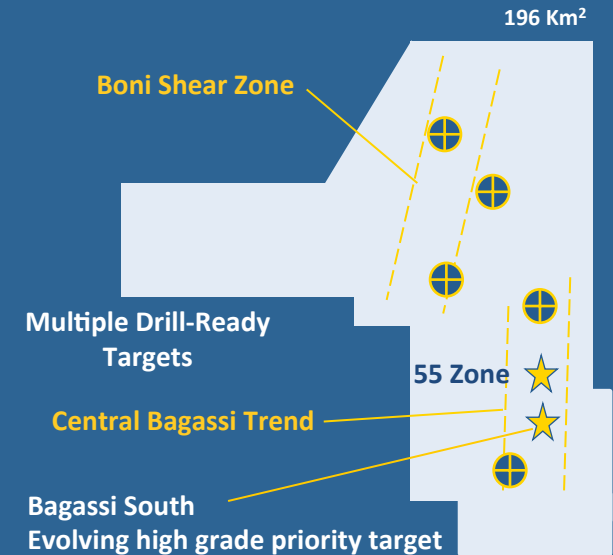 196 Km²
Boni Shear Zone
Multiple Drill-Ready
Targets
55 Zone
Central Bagassi Trend
Bagassi South
Evolving high grade priority target